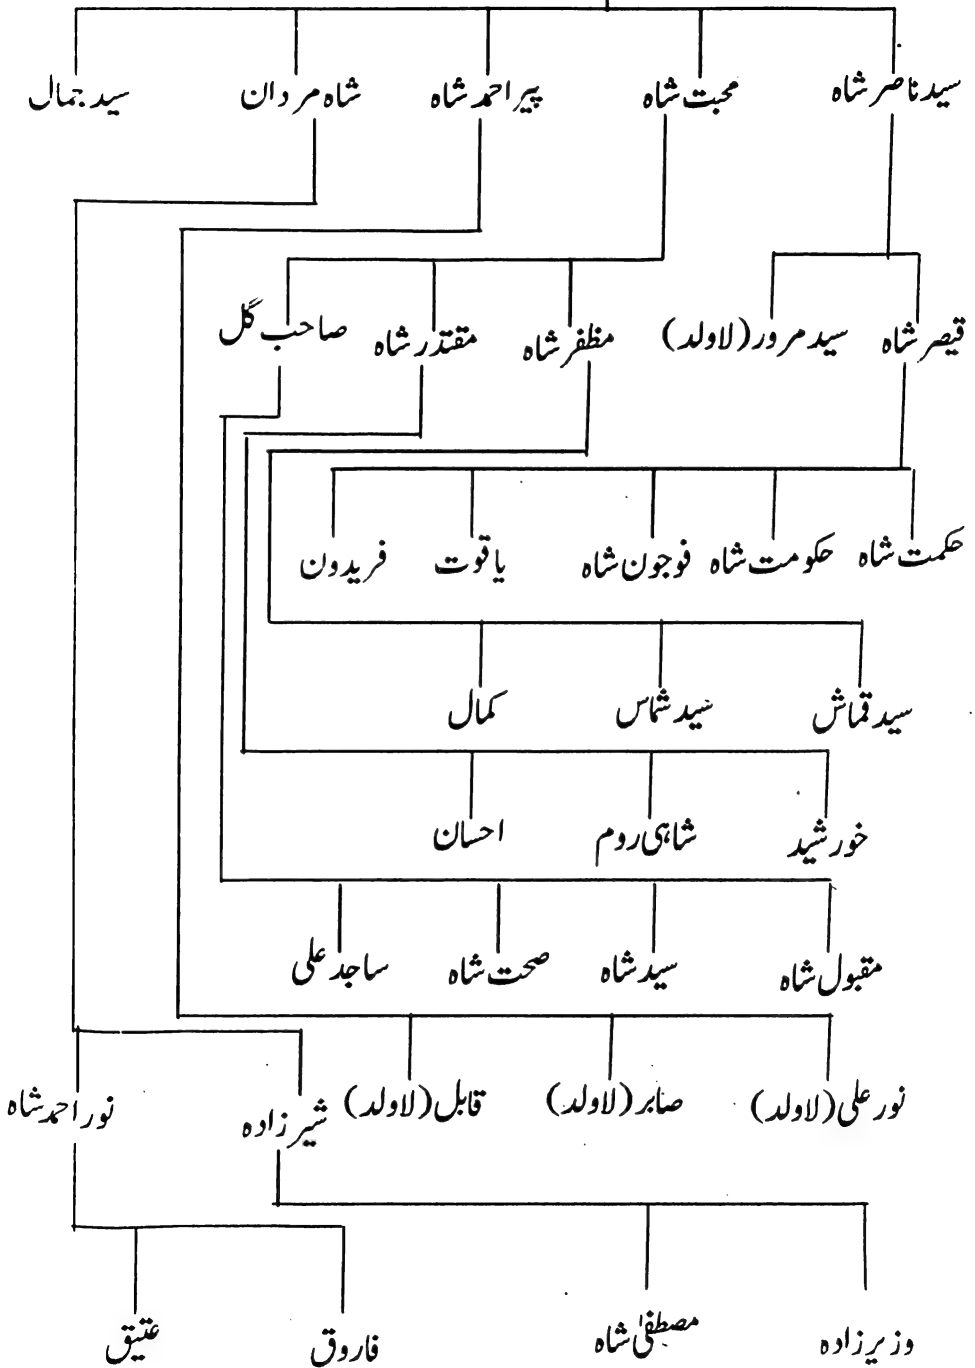 سید ناصر شاہ محبت شاہ پیر احمد شاہ شاہ مردان سید جمال
قیصر شاہ سید مرور (لاولد) مظفر شاہ مقتدر شاہ صاحب گل
حکمت شاہ حکومت شاہ فوجون شاہ یاقوت فریدون
سید قماش سید شماس کمال
خورشید شاہی روم احسان
مقبول شاہ سید شاہ صحت شاہ ساجد علی
نور علی (لاولد) صابر (لاولد) قابل (لاولد) شیر زادہ نور احمد شاہ
وزیر زادہ مصطفیٰ شاہ فاروق عتیق